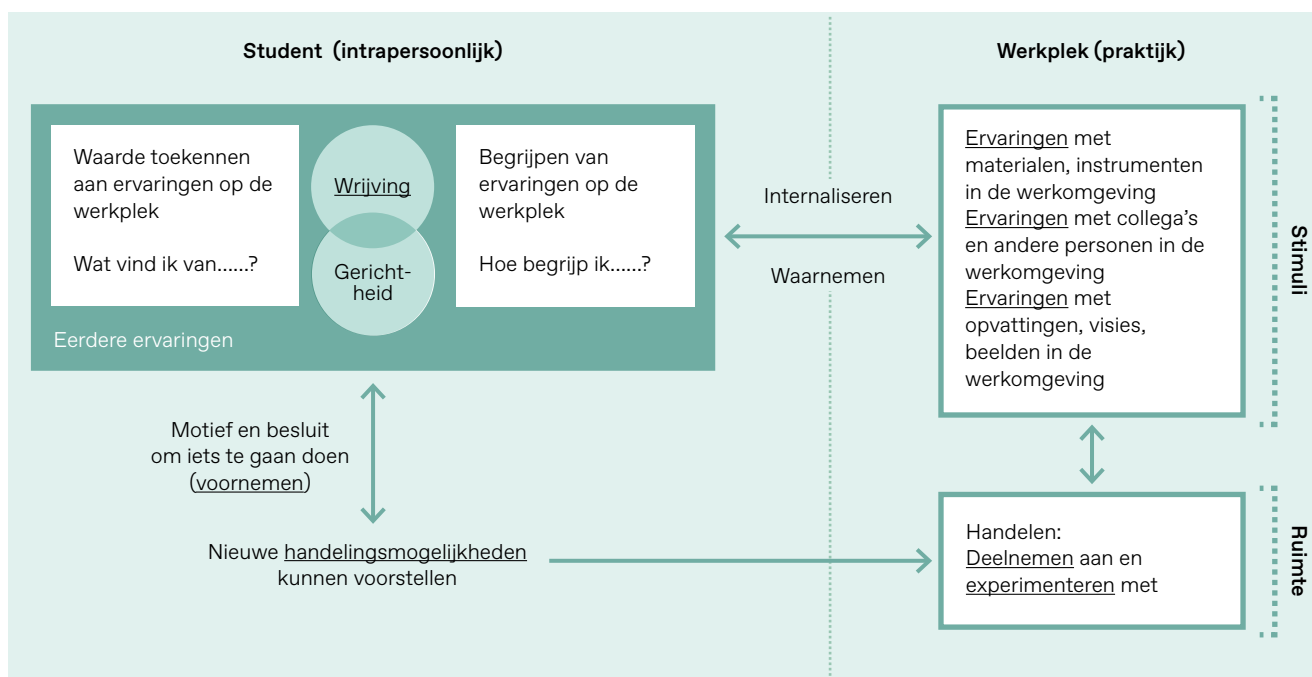 Student (intrapersoonlijk)
Werkplek (praktijk)
Waarde toekennen
aan ervaringen op de
werkplek
Wat vind ik van......?
Wrijving
Gericht-
heid
Begrijpen van
ervaringen op de
werkplek
Hoe begrijp ik......?
Eerdere ervaringen
Internaliseren
Waarnemen
Ervaringen met
materialen, instrumenten
in de werkomgeving
Ervaringen met collega’s
en andere personen in de
werkomgeving
Ervaringen met
opvattingen, visies,
beelden in de
werkomgeving
Stimuli
Motief en besluit
om iets te gaan doen
(voornemen)
Nieuwe handelingsmogelijkheden
kunnen voorstellen
Handelen:
Deelnemen aan en
experimenteren met
Ruimte